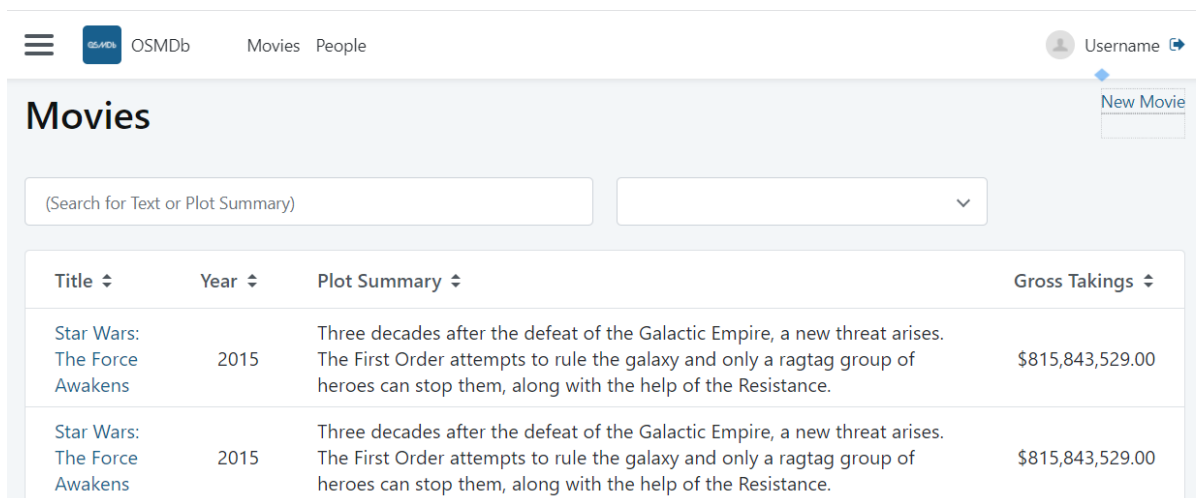 OSMDb OSMDb Movies People Username
New Movie
Movies
(Search for Text or Plot Summary)
Title Year Plot Summary Gross Takings
Star Wars:
The Force
Awakens
2015
Three decades after the defeat of the Galactic Empire, a new threat arises.
The First Order attempts to rule the galaxy and only a ragtag group of
heroes can stop them, along with the help of the Resistance.
$815,843,529.00
Star Wars:
The Force
Awakens
2015
Three decades after the defeat of the Galactic Empire, a new threat arises.
The First Order attempts to rule the galaxy and only a ragtag group of
heroes can stop them, along with the help of the Resistance.
$815,843,529.00